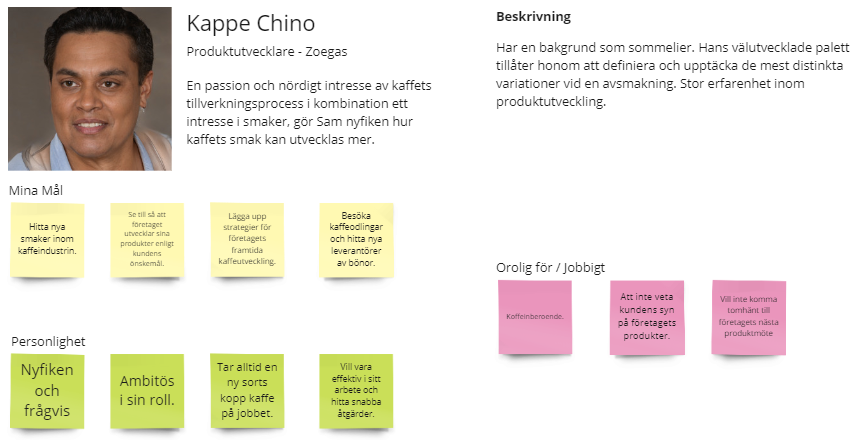 Kappe Chino
Produktutvecklare - Zoegas
En passion och nördigt intresse av kaffets
tillverkningsprocess i kombination ett
intresse i smaker, gör Sam nyfiken hur
kaffets smak kan utvecklas mer.
Beskrivning
Har en bakgrund som sommelier. Hans välutvecklade palett
tillåter honom att definiera och upptäcka de mest distinkta
variationer vid en avsmakning. Stor erfarenhet inom
produktutveckling.
Mina Mål
Hitta nya
smaker inom
kaffeindustrin.
Se till så att
företaget
utvecklar sina
produkter enligt
kundens
önskemål.
Lägga upp
strategier för
företagets
framtida
kaffeutveckling.
Besöka
kaffeodlingar
och hitta nya
leverantörer
av bönor.
Orolig för / Jobbigt
Koffeinberoende.
Att inte veta
kundens syn
på företagets
produkter.
Vill inte komma
tomhänt till
företagets nästa
produktmöte
Personlighet
Nyfiken
och
frågvis
Ambitös
i sin roll.
Tar alltid en
ny sorts
kopp kaffe
på jobbet.
Vill vara
effektiv i sitt
arbete och
hitta snabba
åtgärder.